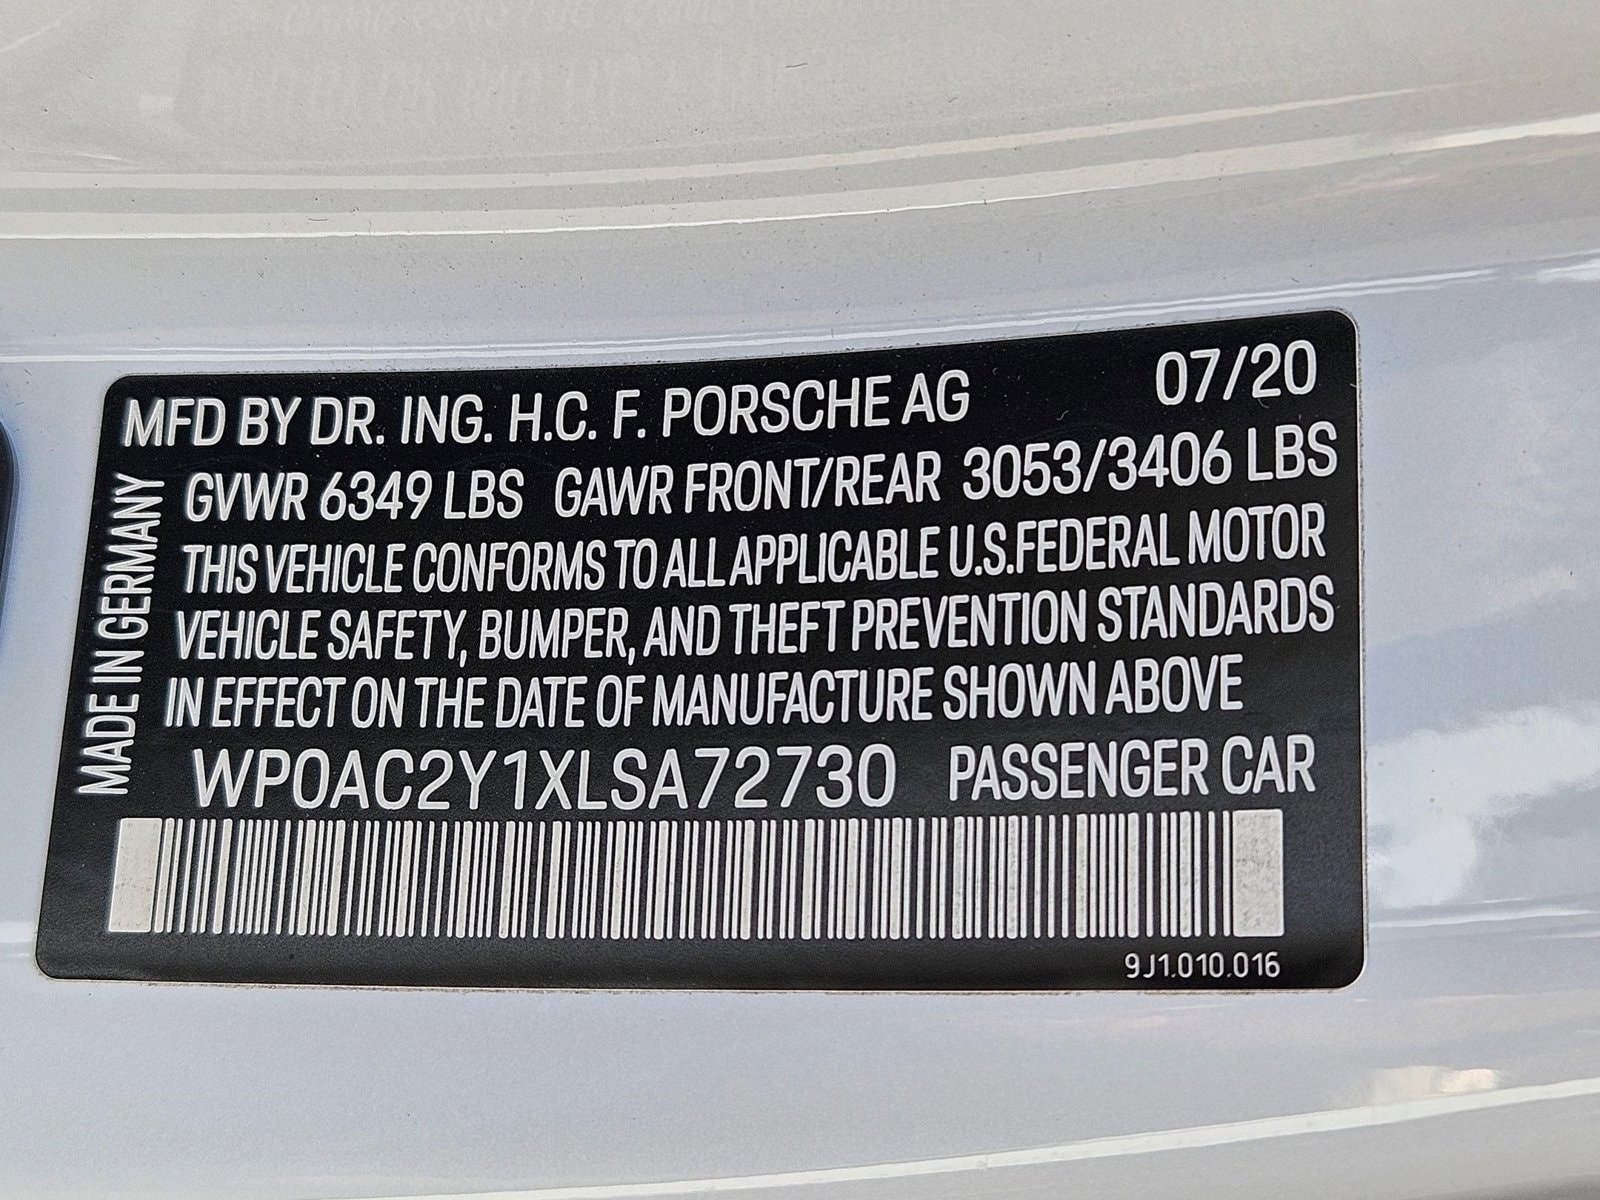 MFD BY DR. ING. H.C. F. PORSCHE AG 07/20
GVWR 6349 LBS GAWR FRONT/REAR 3053/3406 LBS
THIS VEHICLE CONFORMS TO ALL APPLICABLE U.S.FEDERAL MOTOR
VEHICLE SAFETY, BUMPER, AND THEFT PREVENTION STANDARDS
IN EFFECT ON THE DATE OF MANUFACTURE SHOWN ABOVE
WP0AC2Y1XLSA72730 PASSENGER CAR
MADE IN GERMANY
9J1.010.016